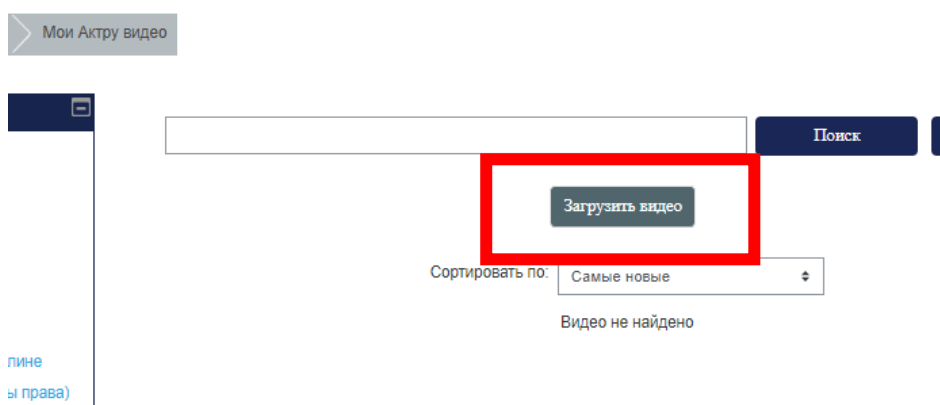 Мои Актру видео
Поиск
Загрузить видео
Сортировать по: Самые новые
Видео не найдено
лине
ы права)